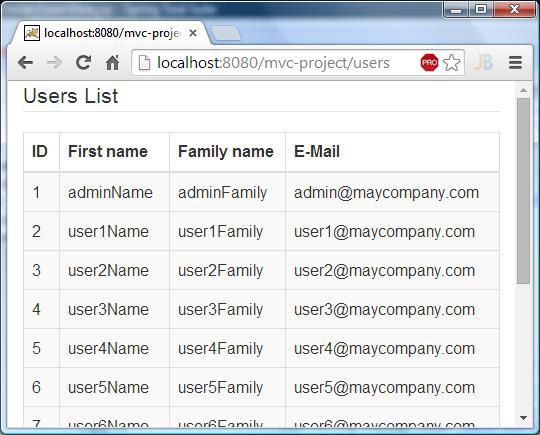 localhost:8080/mvc-project
localhost:8080/mvc-project/users PRO JB
Users List
ID First name Family name E-Mail
1 adminName adminFamily admin@maycompany.com
2 user1Name user1Family user1@maycompany.com
3 user2Name user2Family user2@maycompany.com
4 user3Name user3Family user3@maycompany.com
5 user4Name user4Family user4@maycompany.com
6 user5Name user5Family user5@maycompany.com
7 user6Name user6Family user6@maycompany.com